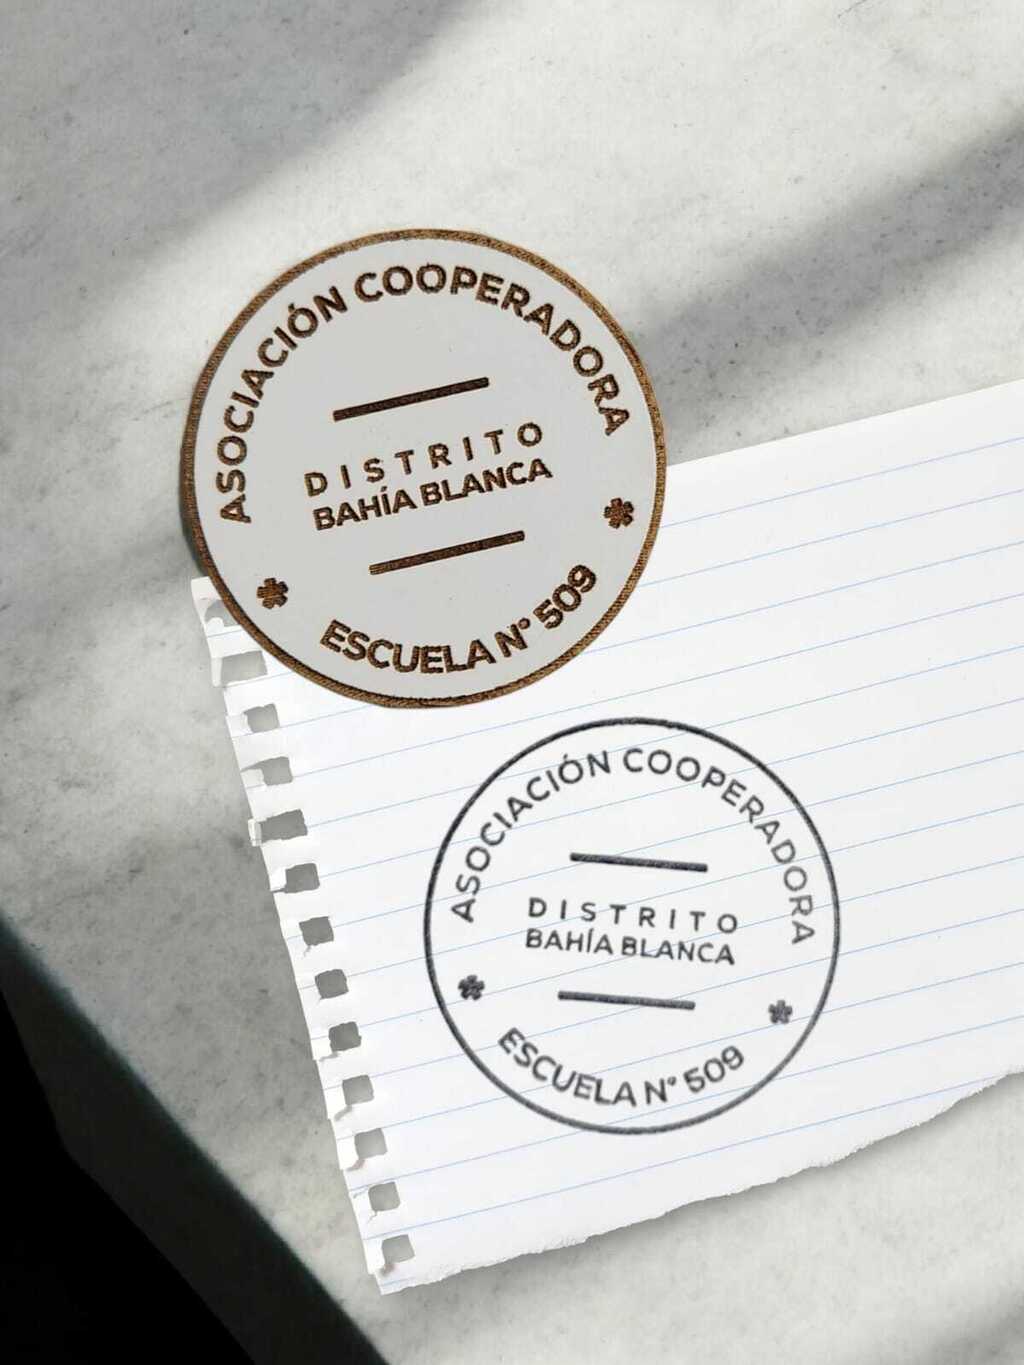 ASOCIACIÓN COOPERADORA
DISTRITO
BAHÍA BLANCA
ESCUELA N° 509
ASOCIACIÓN COOPERADORA
DISTRITO
BAHÍA BLANCA
ESCUELA N° 509